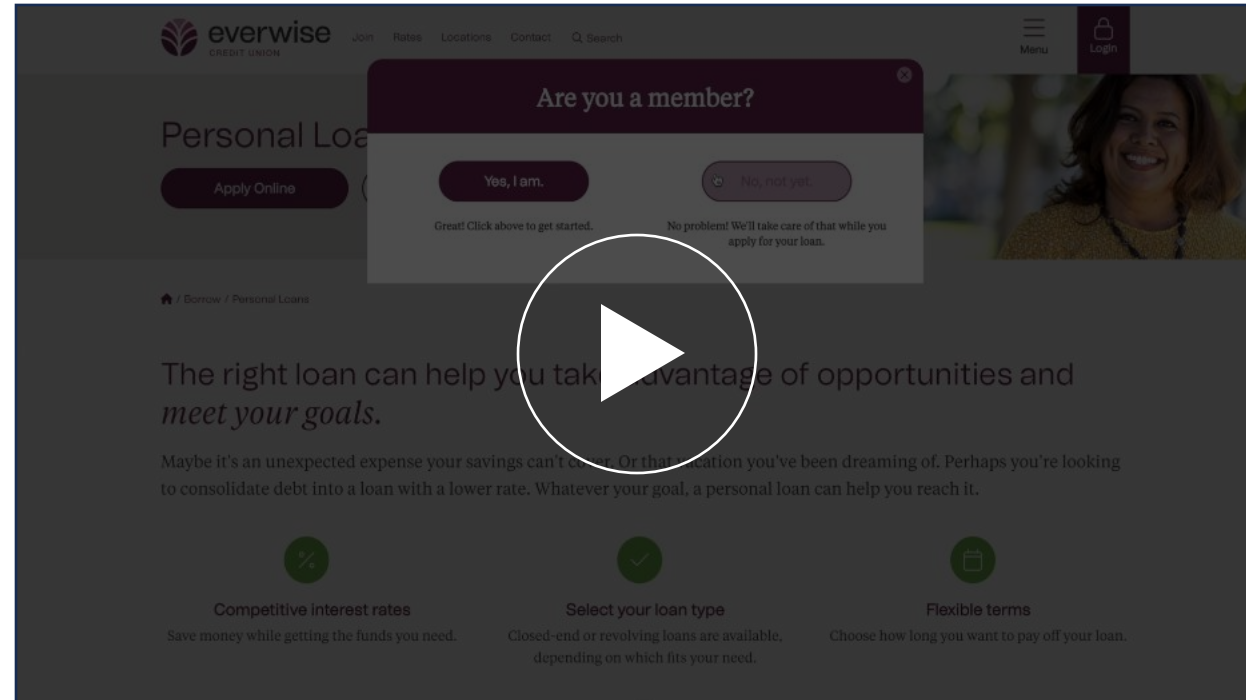 everwise
CREDIT UNION
Join Rates Locations Contact Search
Menu
Login
Are you a member?
Personal Loa
Yes, I am.
No, not yet
Apply Online
Great! Click above to get started.
No problem! We'll take care of that while you
apply for your loan.
/ Borrow / Personal Loans
The right loan can help you take advantage of opportunities and
meet your goals.
Maybe it's an unexpected expense your savings can't cover. Or that vacation you've been dreaming of. Perhaps you're looking
to consolidate debt into a loan with a lower rate. Whatever your goal, a personal loan can help you reach it.
Competitive interest rates
Save money while getting the funds you need.
Select your loan type
Closed-end or revolving loans are available,
depending on which fits your need.
Flexible terms
Choose how long you want to pay off your loan.